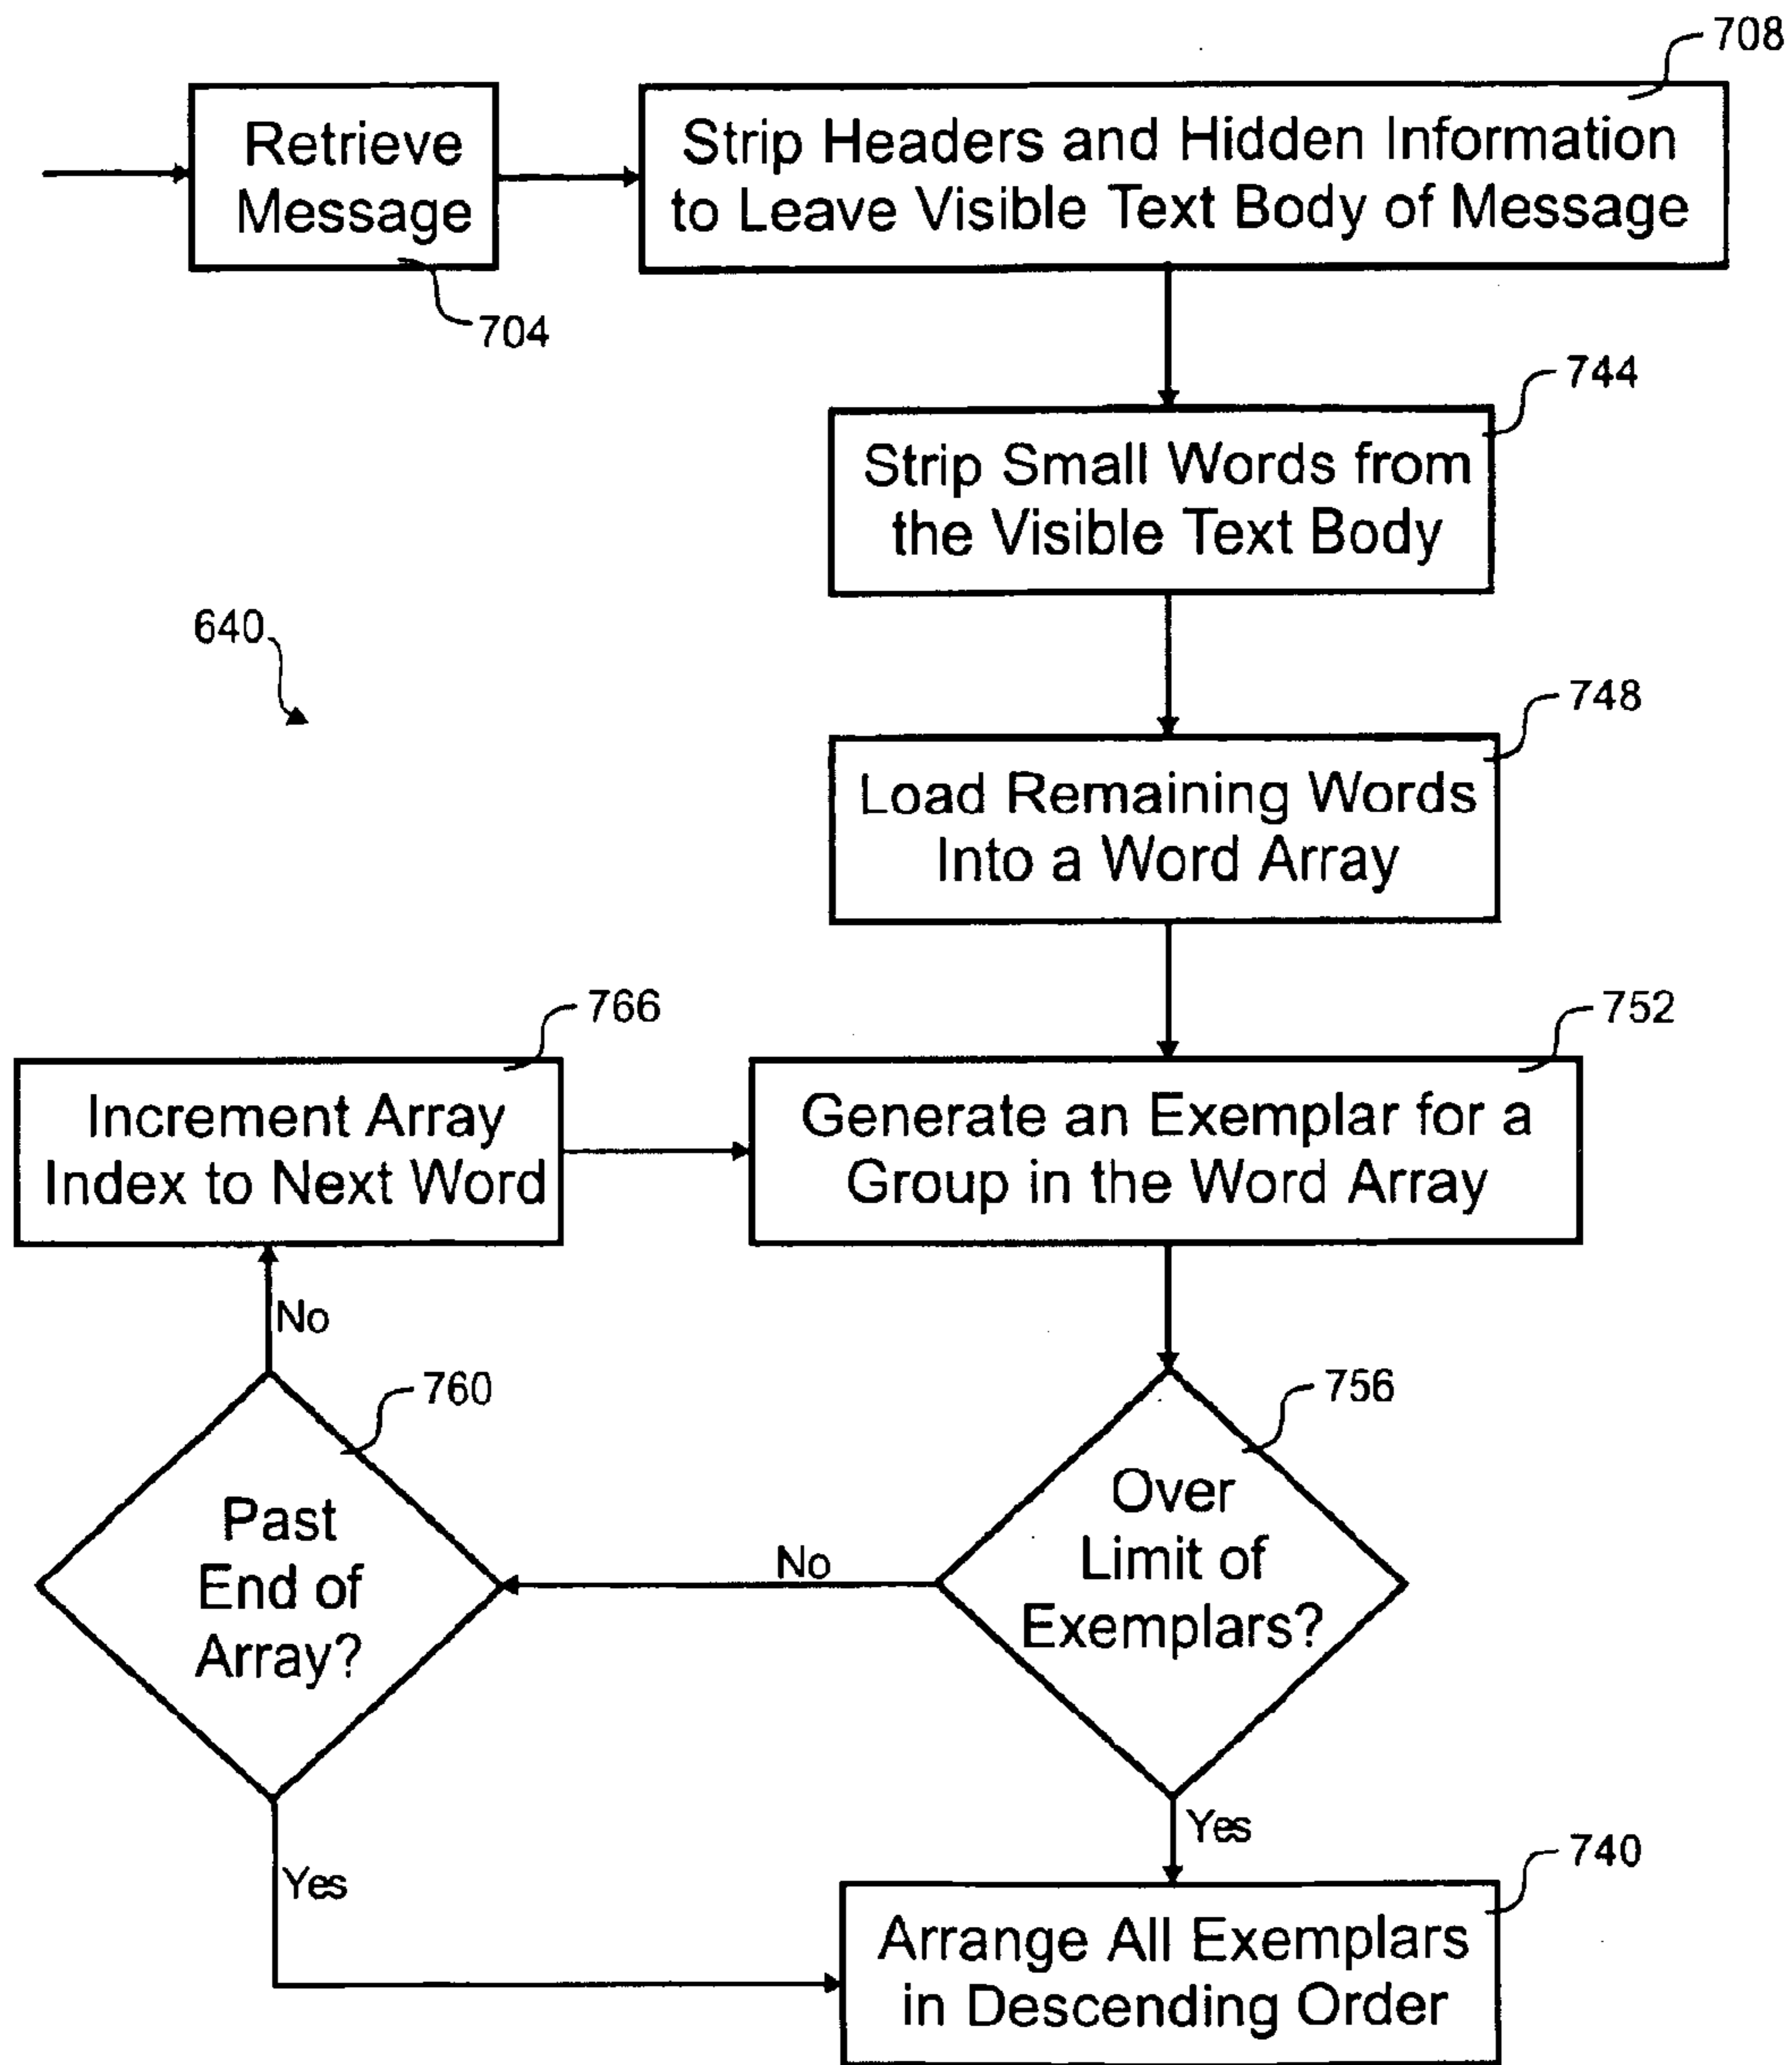 708
Retrieve
Message
704
Strip Headers and Hidden Information
to Leave Visible Text Body of Message
744
Strip Small Words from
the Visible Text Body
640
748
Load Remaining Words
Into a Word Array
766
Increment Array
Index to Next Word
752
Generate an Exemplar for a
Group in the Word Array
No
760
Past
End of
Array?
No
756
Over
Limit of
Exemplars?
Yes
Yes
740
Arrange All Exemplars
in Descending Order